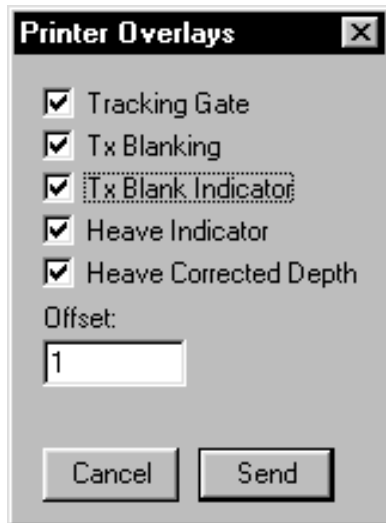 Printer Overlays
Tracking Gate
Tx Blanking
Tx Blank Indicator
Heave Indicator
Heave Corrected Depth
Offset:
1
Cancel Send